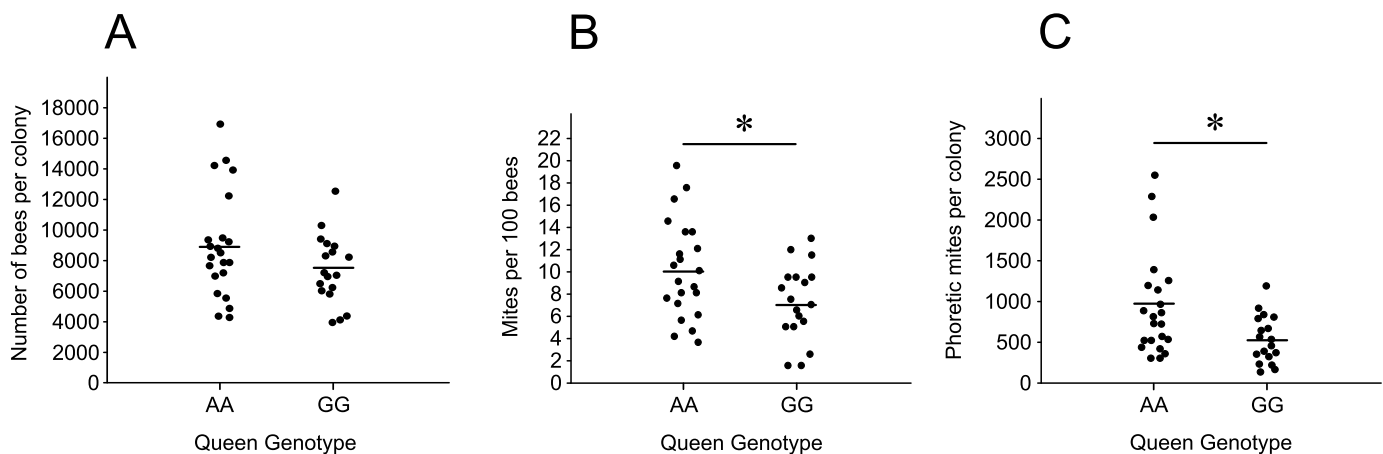 A
Number of bees per colony
18000
16000
14000
12000
10000
8000
6000
4000
2000
0
AA GG
Queen Genotype
B
Mites per 100 bees
22
20
18
16
14
12
10
8
6
4
2
0
*
AA GG
Queen Genotype
C
Phoretic mites per colony
3000
2500
2000
1500
1000
500
0
*
AA GG
Queen Genotype